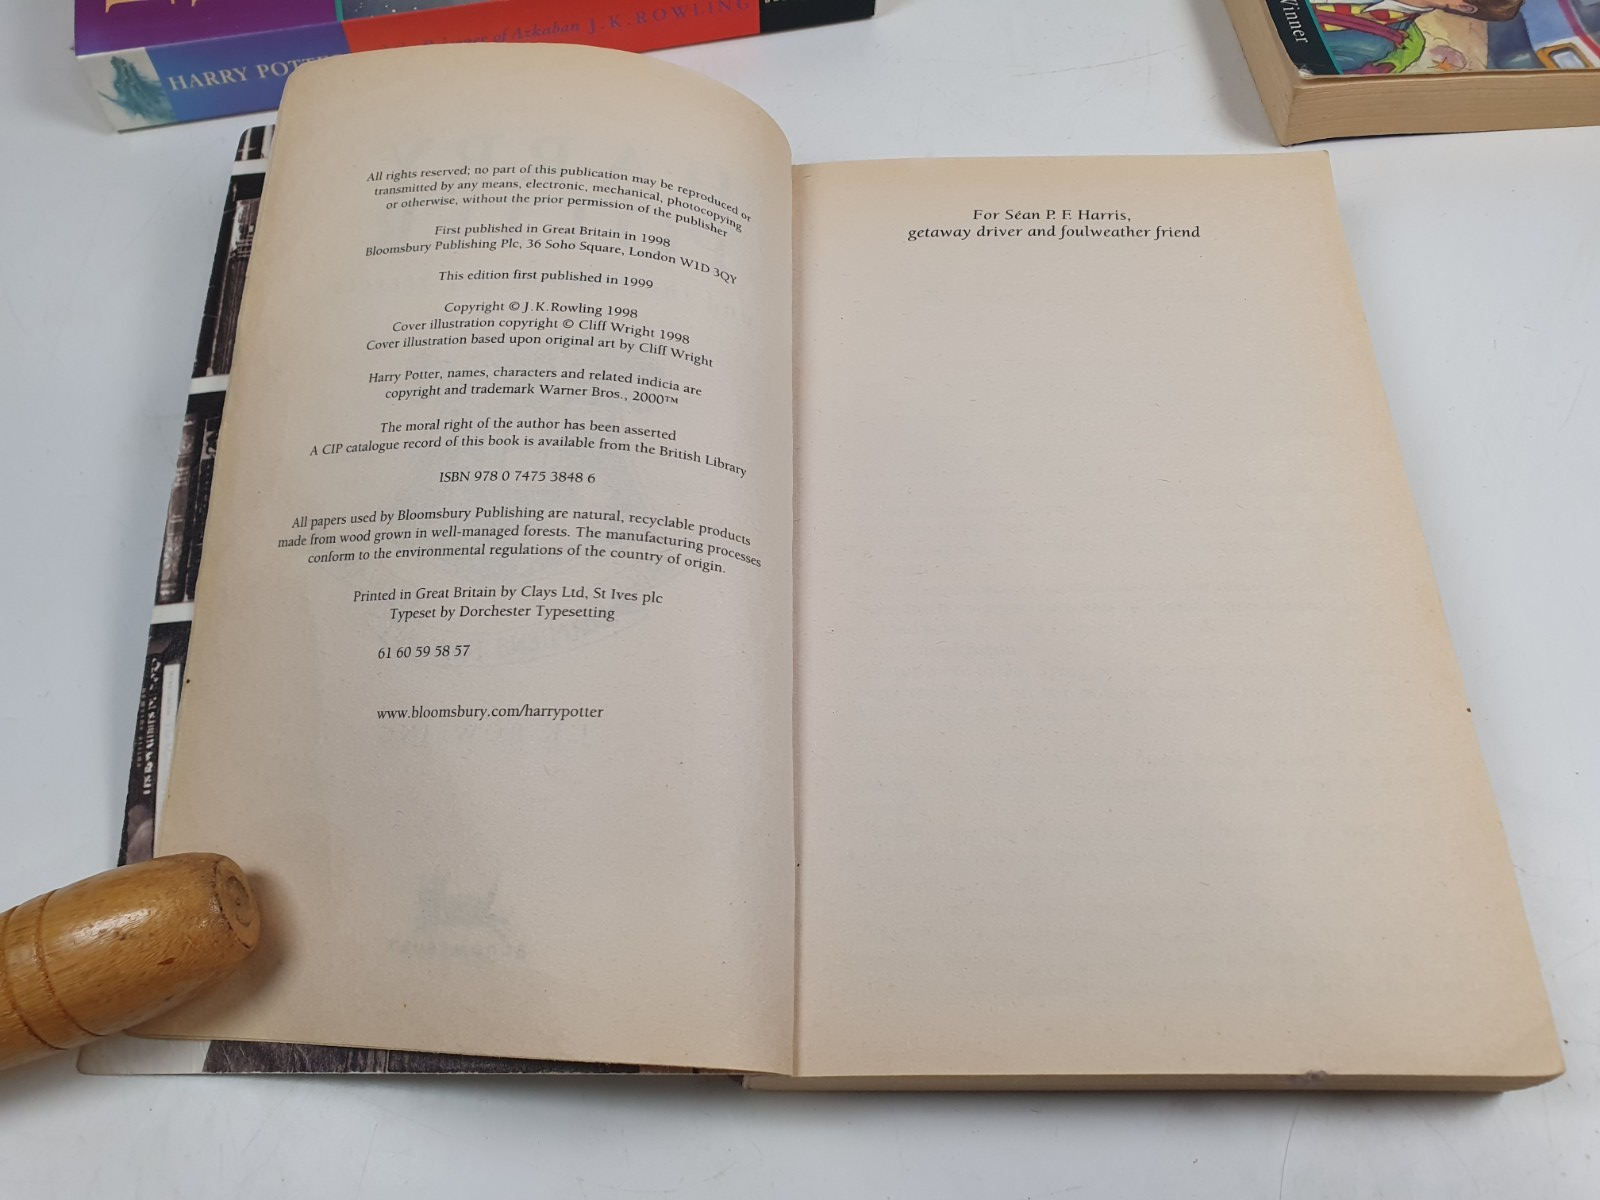 HARRY POTTER
Prisoner of Azkaban J.K.ROWLING
Winner
All rights reserved; no part of this publication may be reproduced or
transmitted by any means, electronic, mechanical, photocopying
or otherwise, without the prior permission of the publisher
First published in Great Britain in 1998
Bloomsbury Publishing Plc, 36 Soho Square, London W1D 3QY
This edition first published in 1999
Copyright © J.K.Rowling 1998
Cover illustration copyright © Cliff Wright 1998
Cover illustration based upon original art by Cliff Wright
Harry Potter, names, characters and related indicia are
copyright and trademark Warner Bros., 2000™
The moral right of the author has been asserted
A CIP catalogue record of this book is available from the British Library
ISBN 978 0 7475 3848 6
All papers used by Bloomsbury Publishing are natural, recyclable products
made from wood grown in well-managed forests. The manufacturing processes
conform to the environmental regulations of the country of origin.
Printed in Great Britain by Clays Ltd, St Ives plc
Typeset by Dorchester Typesetting
61 60 59 58 57
www.bloomsbury.com/harrypotter
For Séan P. F. Harris,
getaway driver and foulweather friend